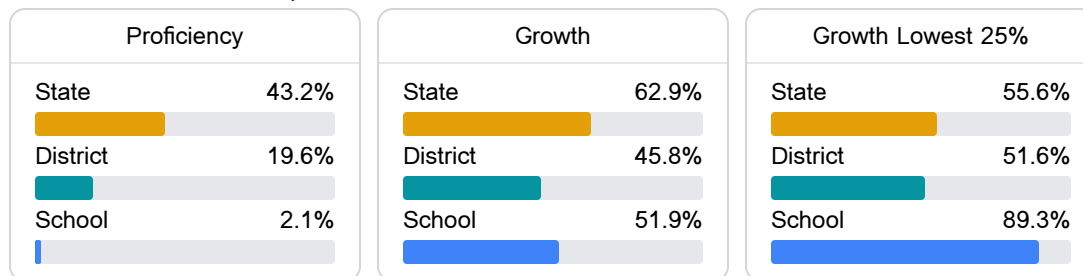 Proficiency
State 43.2%
District 19.6%
School 2.1%
Growth
State 62.9%
District 45.8%
School 51.9%
Growth Lowest 25%
State 55.6%
District 51.6%
School 89.3%